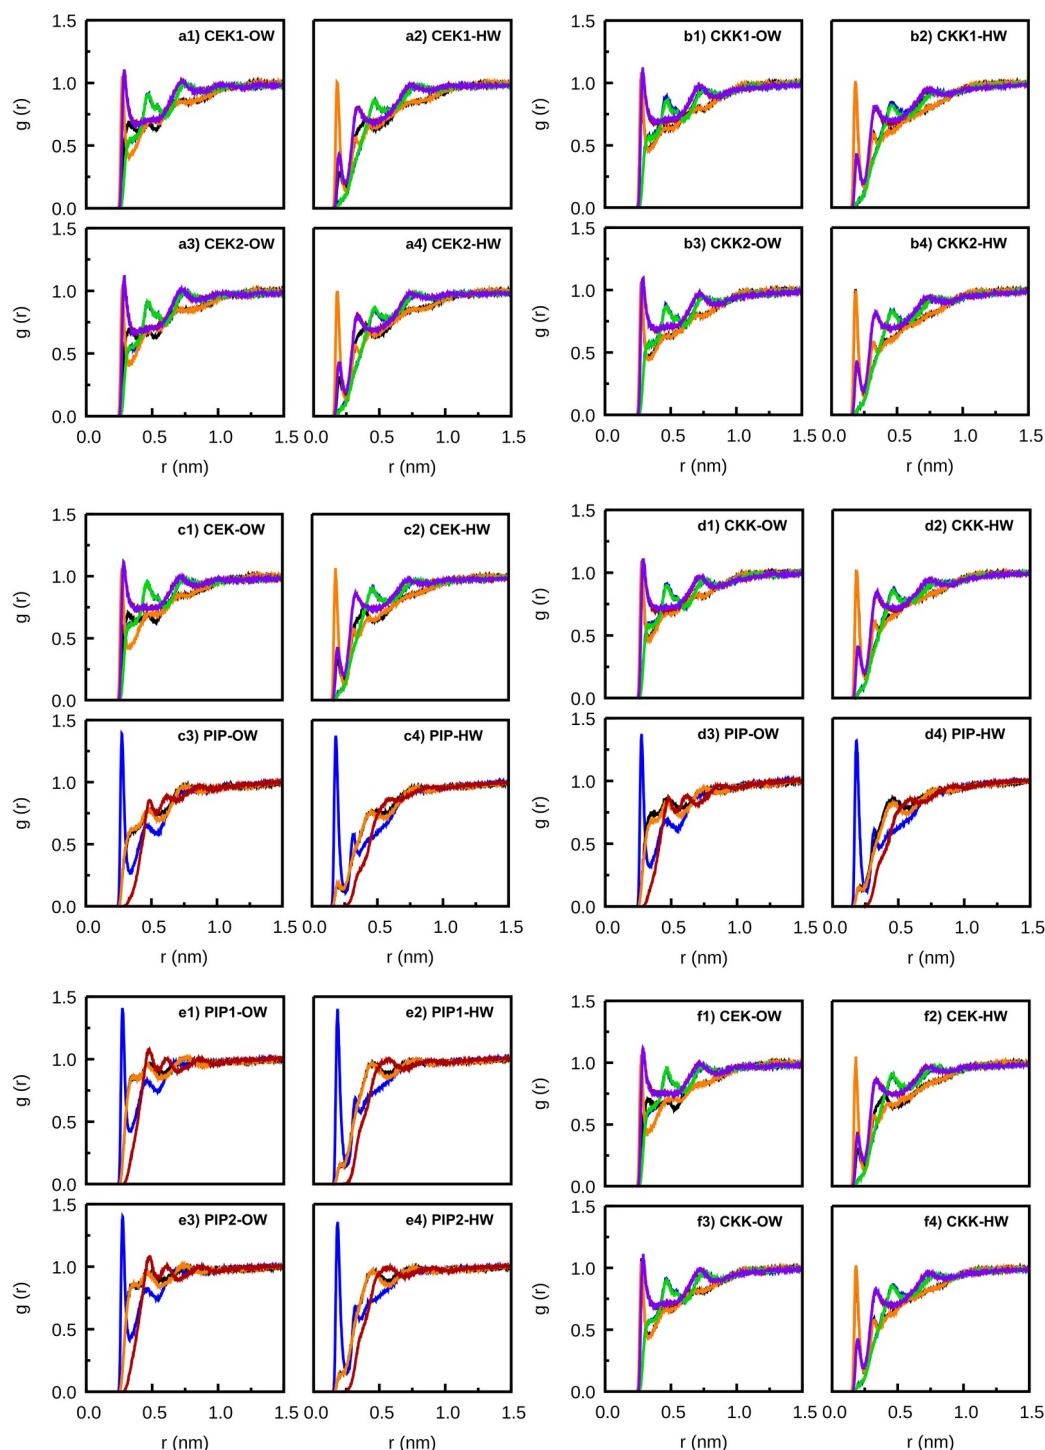 a1) CEK1-OW
a2) CEK1-HW
b1) CKK1-OW
b2) CKK1-HW
1.5
1.0
0.5
0.0
g (r)
1.5
1.0
0.5
0.0
g (r)
a3) CEK2-OW
a4) CEK2-HW
b3) CKK2-OW
b4) CKK2-HW
1.5
1.0
0.5
0.0
g (r)
1.5
1.0
0.5
0.0
g (r)
0.0 0.5 1.0 1.5 0.0 0.5 1.0 1.5
0.0 0.5 1.0 1.5 0.0 0.5 1.0 1.5
r (nm)
r (nm)
r (nm)
r (nm)
c1) CEK-OW
c2) CEK-HW
d1) CKK-OW
d2) CKK-HW
1.5
1.0
0.5
0.0
g (r)
1.5
1.0
0.5
0.0
g (r)
c3) PIP-OW
c4) PIP-HW
d3) PIP-OW
d4) PIP-HW
1.5
1.0
0.5
0.0
g (r)
1.5
1.0
0.5
0.0
g (r)
0.0 0.5 1.0 1.5 0.0 0.5 1.0 1.5
0.0 0.5 1.0 1.5 0.0 0.5 1.0 1.5
r (nm)
r (nm)
r (nm)
r (nm)
e1) PIP1-OW
e2) PIP1-HW
f1) CEK-OW
f2) CEK-HW
1.5
1.0
0.5
0.0
g (r)
1.5
1.0
0.5
0.0
g (r)
e3) PIP2-OW
e4) PIP2-HW
f3) CKK-OW
f4) CKK-HW
1.5
1.0
0.5
0.0
g (r)
1.5
1.0
0.5
0.0
g (r)
0.0 0.5 1.0 1.5 0.0 0.5 1.0 1.5
0.0 0.5 1.0 1.5 0.0 0.5 1.0 1.5
r (nm)
r (nm)
r (nm)
r (nm)